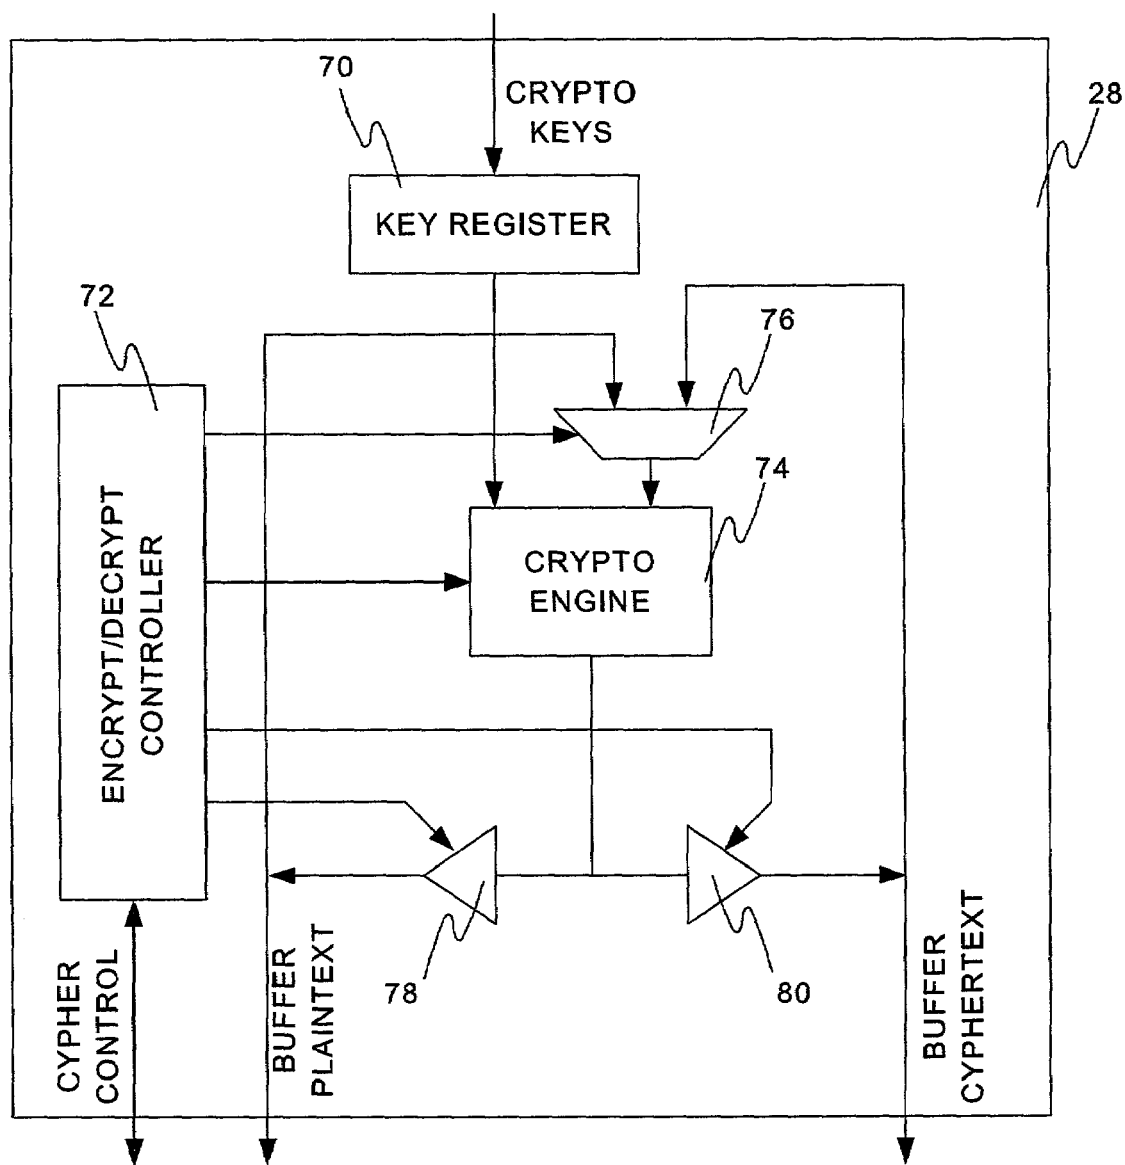 70
CRYPTO
KEYS
28
KEY REGISTER
72
76
74
CRYPTO
ENGINE
ENCRYPT/DECRYPT
CONTROLLER
78
80
CYPHER
CONTROL
BUFFER
PLAINTEXT
BUFFER
CYPHERTEXT